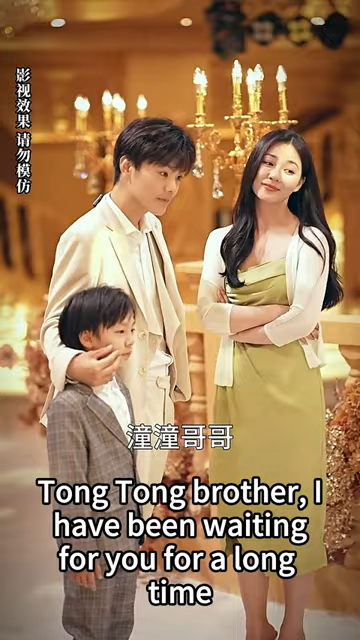 影视效果 请勿模仿
潼潼哥哥
Tong Tong brother, I
have been waiting
for you for a long
time